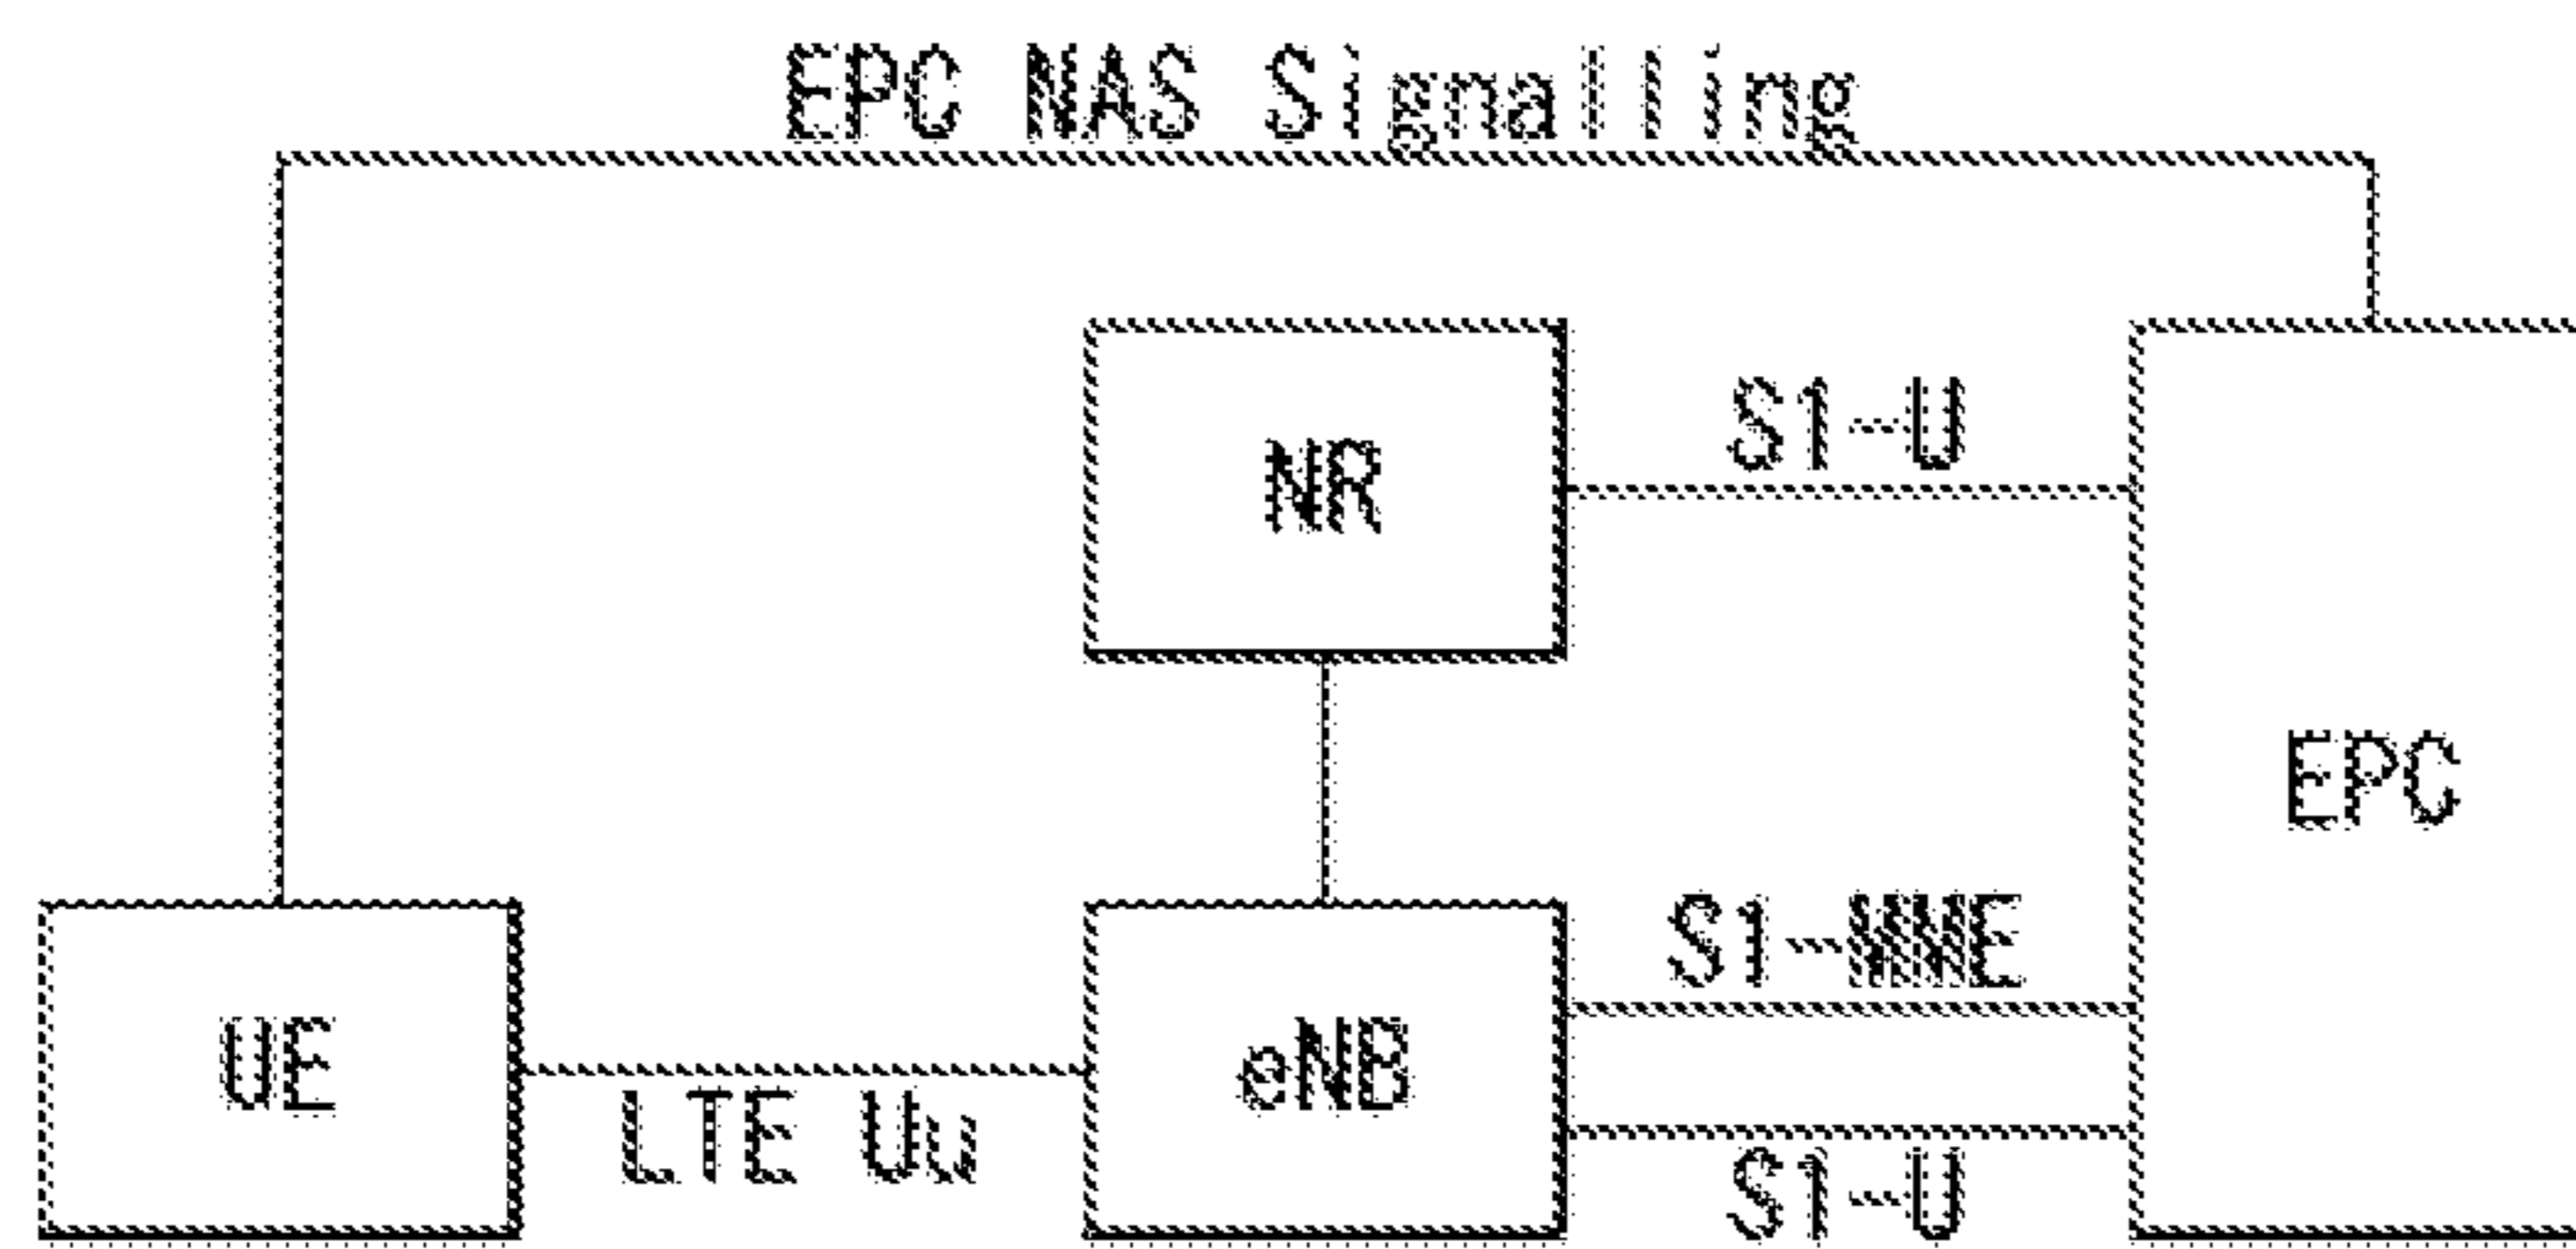 EPC NAS Signalling
NR
S1-U
EPC
S1-MME
UE
eNB
LTE Uu
S1-U